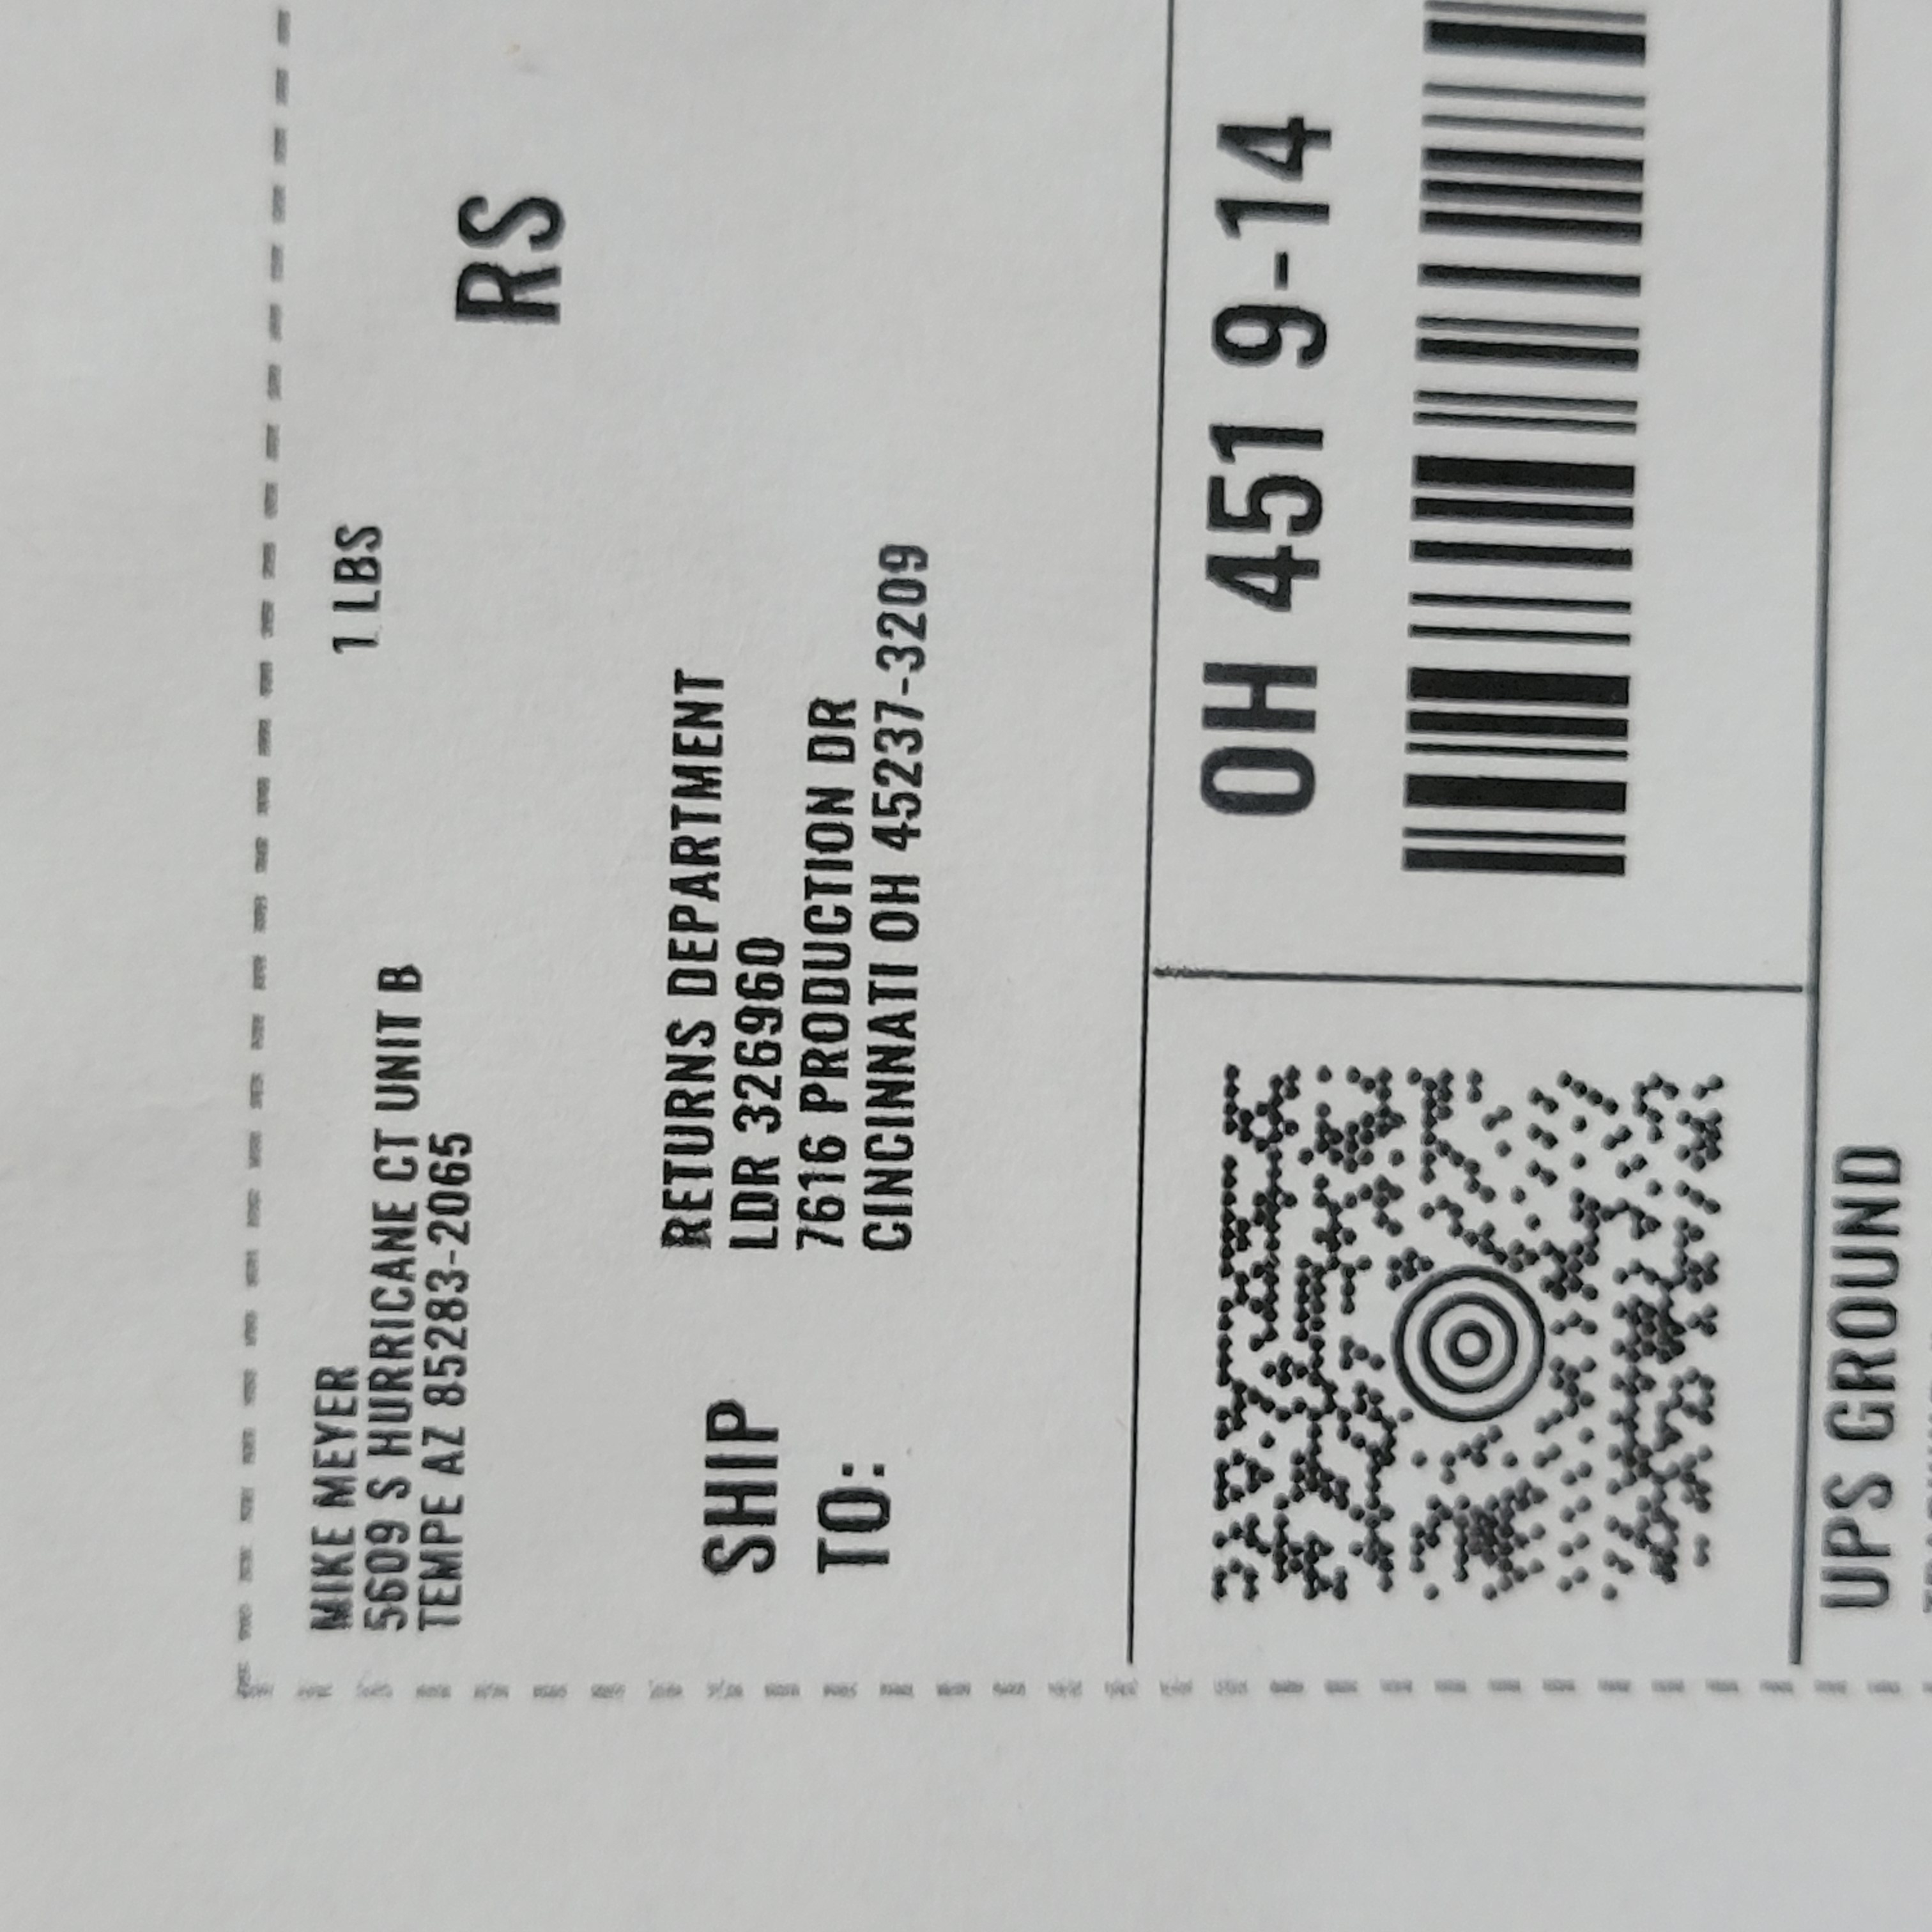 MIKE MEYER
5609 S HURRICANE CT UNIT B
TEMPE AZ 85283-2065
1 LBS
RS
SHIP
TO:
RETURNS DEPARTMENT
LDR 326960
7616 PRODUCTION DR
CINCINNATI OH 45237-3209
OH 451 9-14
UPS GROUND